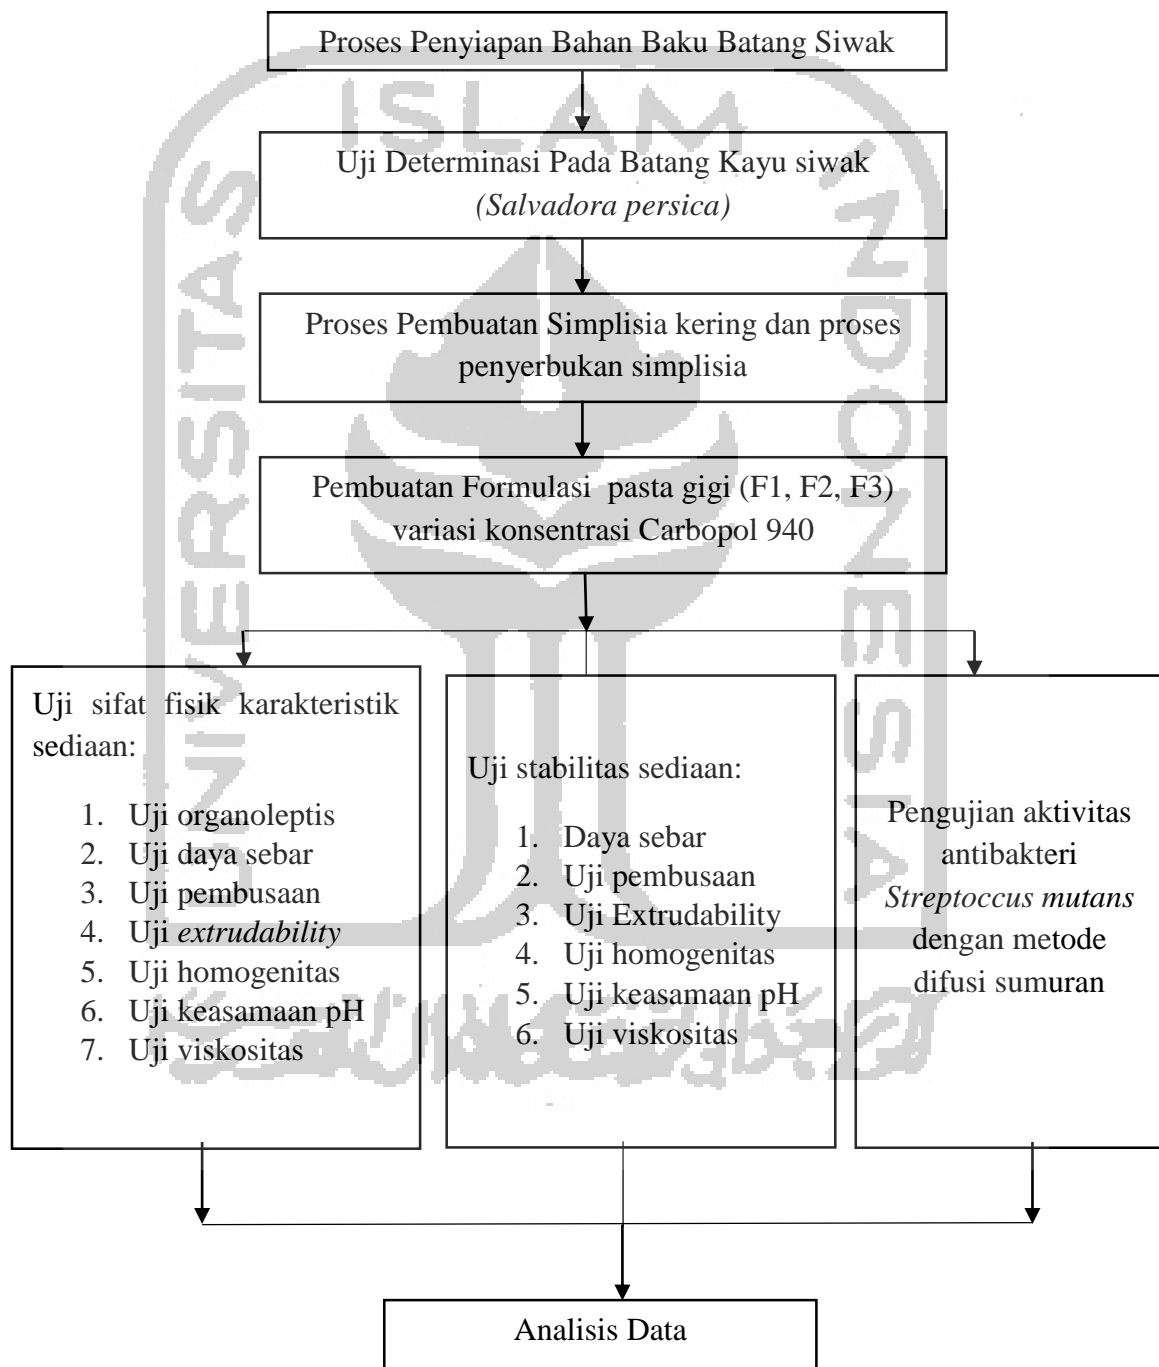 Proses Penyiapan Bahan Baku Batang Siwak
Uji Determinasi Pada Batang Kayu siwak
(Salvadora persica)
Proses Pembuatan Simplisia kering dan proses
penyerbukan simplisia
Pembuatan Formulasi pasta gigi (F1, F2, F3)
variasi konsentrasi Carbopol 940
Uji sifat fisik karakteristik
sediaan:
1. Uji organoleptis
2. Uji daya sebar
3. Uji pembusaan
4. Uji extrudability
5. Uji homogenitas
6. Uji keasamaan pH
7. Uji viskositas
Uji stabilitas sediaan:
1. Daya sebar
2. Uji pembusaan
3. Uji Extrudability
4. Uji homogenitas
5. Uji keasamaan pH
6. Uji viskositas
Pengujian aktivitas
antibakteri
Streptoccus mutans
dengan metode
difusi sumuran
Analisis Data
UNIVERSITAS
ISLAM
INDONESIA